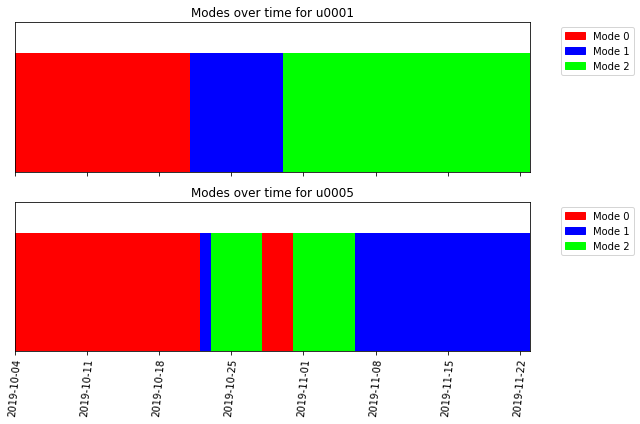 Modes over time for u0001
Mode 0
Mode 1
Mode 2
Modes over time for u0005
Mode 0
Mode 1
Mode 2
2019-10-04
2019-10-11
2019-10-18
2019-10-25
2019-11-01
2019-11-08
2019-11-15
2019-11-22